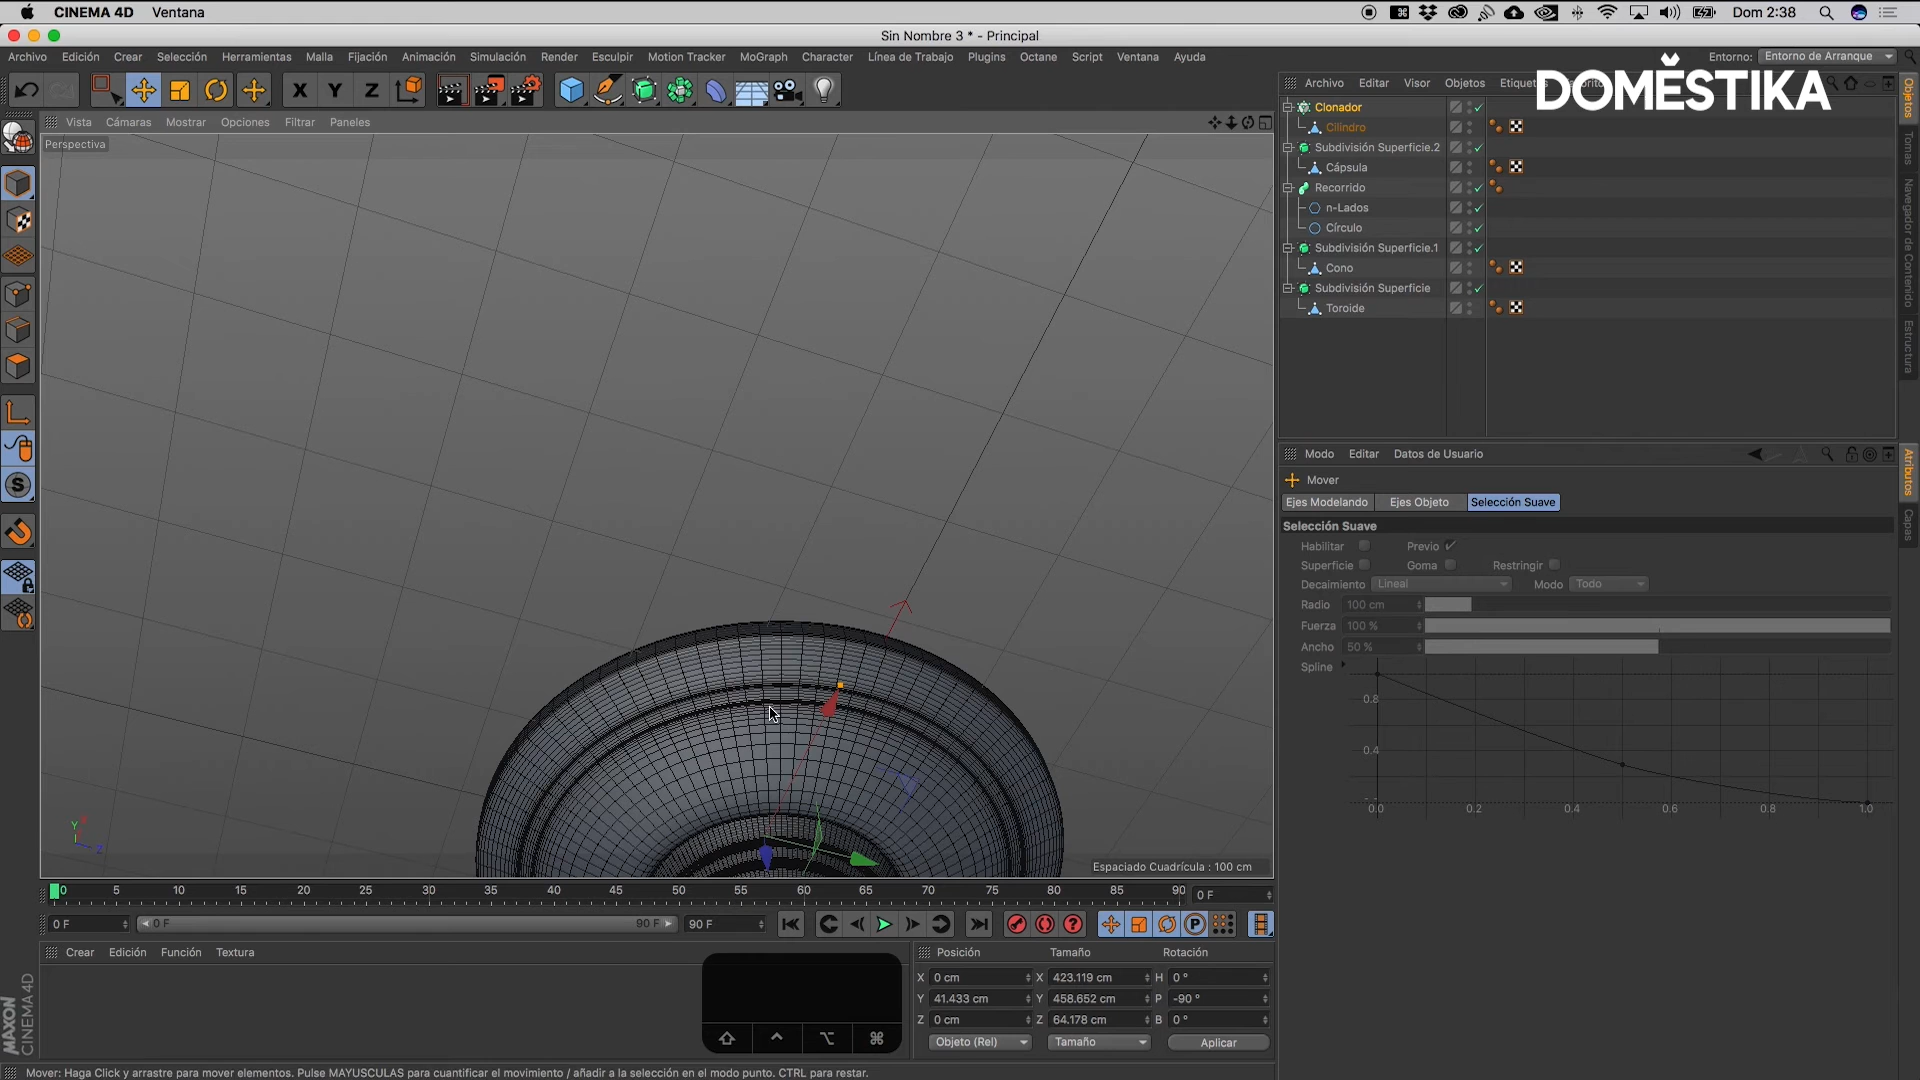 CINEMA 4D Ventana
Dom 2:38
Sin Nombre 3 * - Principal
Archivo Edición Crear Selección Herramientas Malla Fijación Animación Simulación Render Esculpir Motion Tracker MoGraph Character Línea de Trabajo Plugins Octane Script Ventana Ayuda
Entorno: Entorno de Arranque
X Y Z
Archivo Editar Visor Objetos
DOMESTIKA
Vista Cámaras Mostrar Opciones Filtrar Paneles
Perspectiva
Clonador
Cilindro
Subdivisión Superficie.2
Cápsula
Recorrido
n-Lados
Círculo
Subdivisión Superficie.1
Cono
Subdivisión Superficie
Toroide
Objetos
Tomas
Navegador de Contenido
Estructura
Modo Editar Datos de Usuario
Mover
Ejes Modelando Ejes Objeto Selección Suave
Selección Suave
Habilitar Previo
Superficie Goma Restringir
Decaimiento Lineal Modo Todo
Radio 100 cm
Fuerza 100 %
Ancho 50 %
Spline
0.8
0.4
0.0 0.2 0.4 0.6 0.8 1.0
Atributos
Capas
Y
Z
Espaciado Cuadrícula : 100 cm
0 5 10 15 20 25 30 35 40 45 50 55 60 65 70 75 80 85 90
0 F
0 F 0 F 90 F 90 F
Crear Edición Función Textura
Posición Tamaño Rotación
X 0 cm X 423.119 cm H 0 °
Y 41.433 cm Y 458.652 cm P -90 °
Z 0 cm Z 64.178 cm B 0 °
Objeto (Rel) Tamaño Aplicar
MAXON
CINEMA 4D
Mover: Haga Click y arrastre para mover elementos. Pulse MAYUSCULAS para cuantificar el movimiento / añadir a la selección en el modo punto. CTRL para restar.